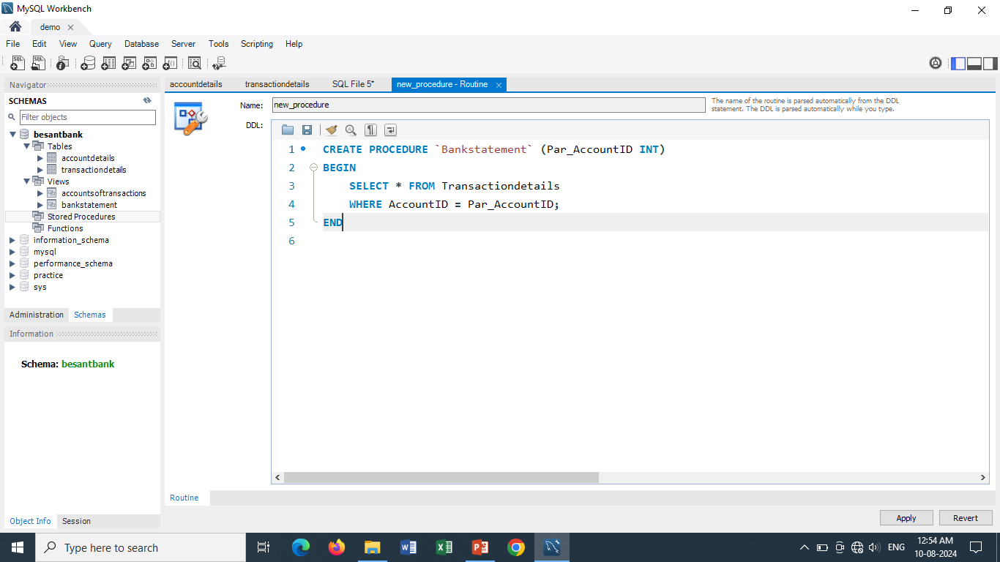 MySQL Workbench
demo
File Edit View Query Database Server Tools Scripting Help
Navigator
SCHEMAS
Filter objects
besantbank
Tables
accountdetails
transactiondetails
Views
accountsoftransactions
bankstatement
Stored Procedures
Functions
information_schema
mysql
performance_schema
practice
sys
Administration Schemas
Information
Schema: besantbank
Object Info Session
accountdetails transactiondetails SQL File 5* new_procedure - Routine
Name: new_procedure
The name of the routine is parsed automatically from the DDL
statement. The DDL is parsed automatically while you type.
DDL:
1 CREATE PROCEDURE `Bankstatement` (Par_AccountID INT)
2 BEGIN
3 SELECT * FROM Transactiondetails
4 WHERE AccountID = Par_AccountID;
5 END
6
Routine
Apply Revert
Type here to search
ENG
12:54 AM
10-08-2024